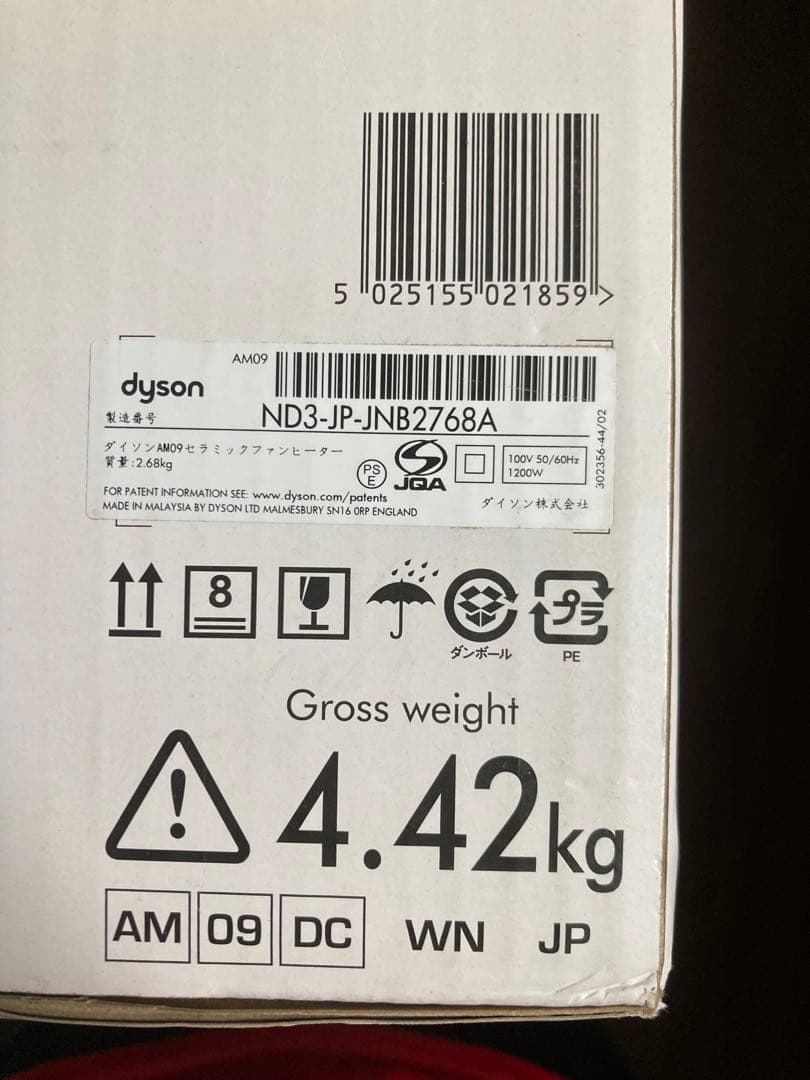 5 025155 021859 >
AM09
dyson
製造番号
ND3-JP-JNB2768A
ダイソンAM09セラミックファンヒーター
質量:2.68kg
PS
E
JQA
100V 50/60Hz
1200W
302356-44/02
FOR PATENT INFORMATION SEE: www.dyson.com/patents
MADE IN MALAYSIA BY DYSON LTD MALMESBURY SN16 0RP ENGLAND
ダイソン株式会社
8
ダンボール
プラ
PE
Gross weight
! 4.42kg
AM 09 DC WN JP